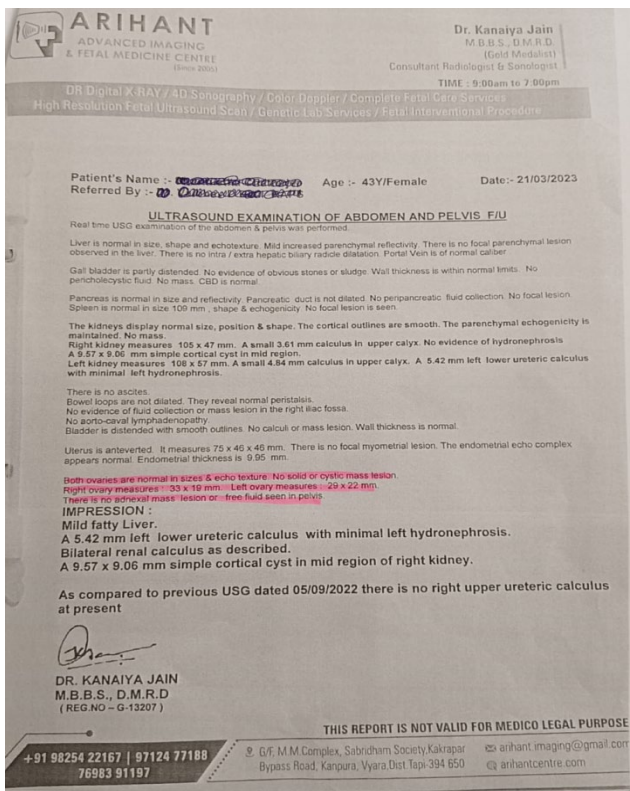 ARIHANT
ADVANCED IMAGING
& FETAL MEDICINE CENTRE
(Since 2005)
Dr. Kanaiya Jain
M.B.B.S., D.M.R.D.
(Gold Medalist)
Consultant Radiologist & Sonologist
TIME : 9:00am to 7:00pm
DR Digital X-RAY / 4D Sonography / Color Doppler / Complete Fetal Care Services
High Resolution Fetal Ultrasound Scan / Genetic Lab Services / Fetal Interventional Procedure
Patient's Name :- Age :- 43Y/Female Date:- 21/03/2023
Referred By :-
ULTRASOUND EXAMINATION OF ABDOMEN AND PELVIS F/U
Real time USG examination of the abdomen & pelvis was performed.
Liver is normal in size, shape and echotexture. Mild increased parenchymal reflectivity. There is no focal parenchymal lesion
observed in the liver. There is no intra / extra hepatic biliary radicle dilatation. Portal Vein is of normal caliber
Gall bladder is partly distended. No evidence of obvious stones or sludge. Wall thickness is within normal limits. No
pericholecystic fluid. No mass. CBD is normal.
Pancreas is normal in size and reflectivity. Pancreatic duct is not dilated. No peripancreatic fluid collection. No focal lesion.
Spleen is normal in size 109 mm , shape & echogenicity. No focal lesion is seen.
The kidneys display normal size, position & shape. The cortical outlines are smooth. The parenchymal echogenicity is
maintained. No mass.
Right kidney measures 105 x 47 mm. A small 3.61 mm calculus in upper calyx. No evidence of hydronephrosis
A 9.57 x 9.06 mm simple cortical cyst in mid region.
Left kidney measures 108 x 57 mm. A small 4.84 mm calculus in upper calyx. A 5.42 mm left lower ureteric calculus
with minimal left hydronephrosis.
There is no ascites.
Bowel loops are not dilated. They reveal normal peristalsis.
No evidence of fluid collection or mass lesion in the right iliac fossa.
No aorto-caval lymphadenopathy.
Bladder is distended with smooth outlines. No calculi or mass lesion. Wall thickness is normal.
Uterus is anteverted. It measures 75 x 46 x 46 mm. There is no focal myometrial lesion. The endometrial echo complex
appears normal. Endometrial thickness is 9.95 mm.
Both ovaries are normal in sizes & echo texture. No solid or cystic mass lesion.
Right ovary measures : 33 x 19 mm. Left ovary measures : 29 x 22 mm.
There is no adnexal mass lesion or free fluid seen in pelvis
IMPRESSION :
Mild fatty Liver.
A 5.42 mm left lower ureteric calculus with minimal left hydronephrosis.
Bilateral renal calculus as described.
A 9.57 x 9.06 mm simple cortical cyst in mid region of right kidney.
As compared to previous USG dated 05/09/2022 there is no right upper ureteric calculus
at present
DR. KANAIYA JAIN
M.B.B.S., D.M.R.D
( REG.NO – G-13207 )
THIS REPORT IS NOT VALID FOR MEDICO LEGAL PURPOSE
+91 98254 22167 | 97124 77188
76983 91197
G/F, M.M.Complex, Sabridham Society,Kakrapar
Bypass Road, Kanpura, Vyara,Dist.Tapi-394 650
arihant.imaging@gmail.com
arihantcentre.com